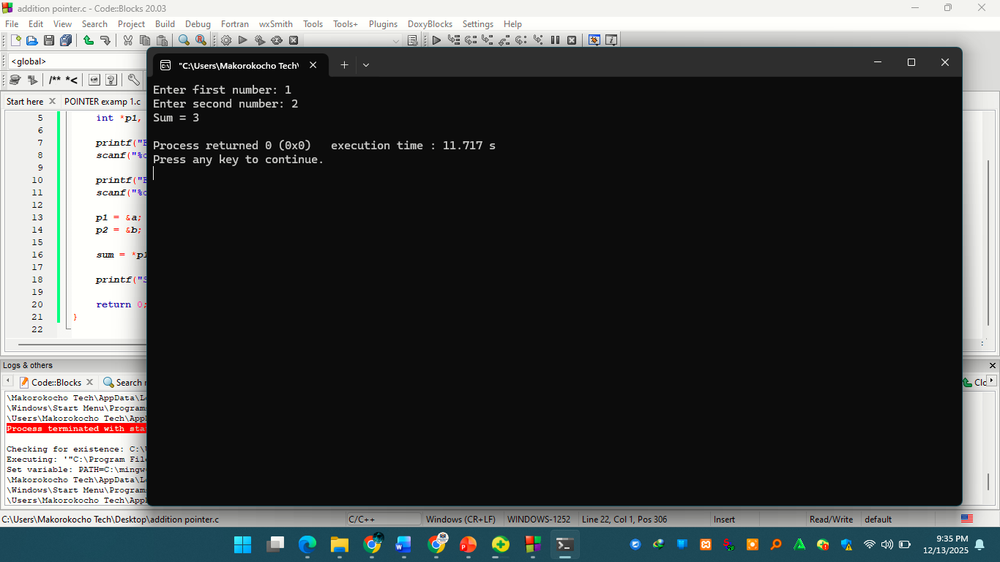 addition pointer.c - Code::Blocks 20.03
File Edit View Search Project Build Debug Fortran wxSmith Tools Tools+ Plugins DoxyBlocks Settings Help
<global>
/** *<
"C:\Users\Makorokocho Tech\
Start here POINTER examp 1.c
Enter first number: 1
Enter second number: 2
Sum = 3
Process returned 0 (0x0) execution time : 11.717 s
Press any key to continue.
5 int *p1,
6
7 printf("E
8 scanf("%d
9
10 printf("E
11 scanf("%d
12
13 p1 = &a;
14 p2 = &b;
15
16 sum = *p1
17
18 printf("S
19
20 return 0;
21 }
22
Logs & others
Code::Blocks Search
\Makorokocho Tech\AppData\L
\Windows\Start Menu\Program
\Users\Makorokocho Tech\App
Process terminated with sta
Checking for existence: C:\
Executing: '"C:\Program Fil
Set variable: PATH=C:\mingw
\Makorokocho Tech\AppData\L
\Windows\Start Menu\Program
\Users\Makorokocho Tech\App
C:\Users\Makorokocho Tech\Desktop\addition pointer.c C/C++ Windows (CR+LF) WINDOWS-1252 Line 22, Col 1, Pos 306 Insert Read/Write default
9:35 PM
12/13/2025